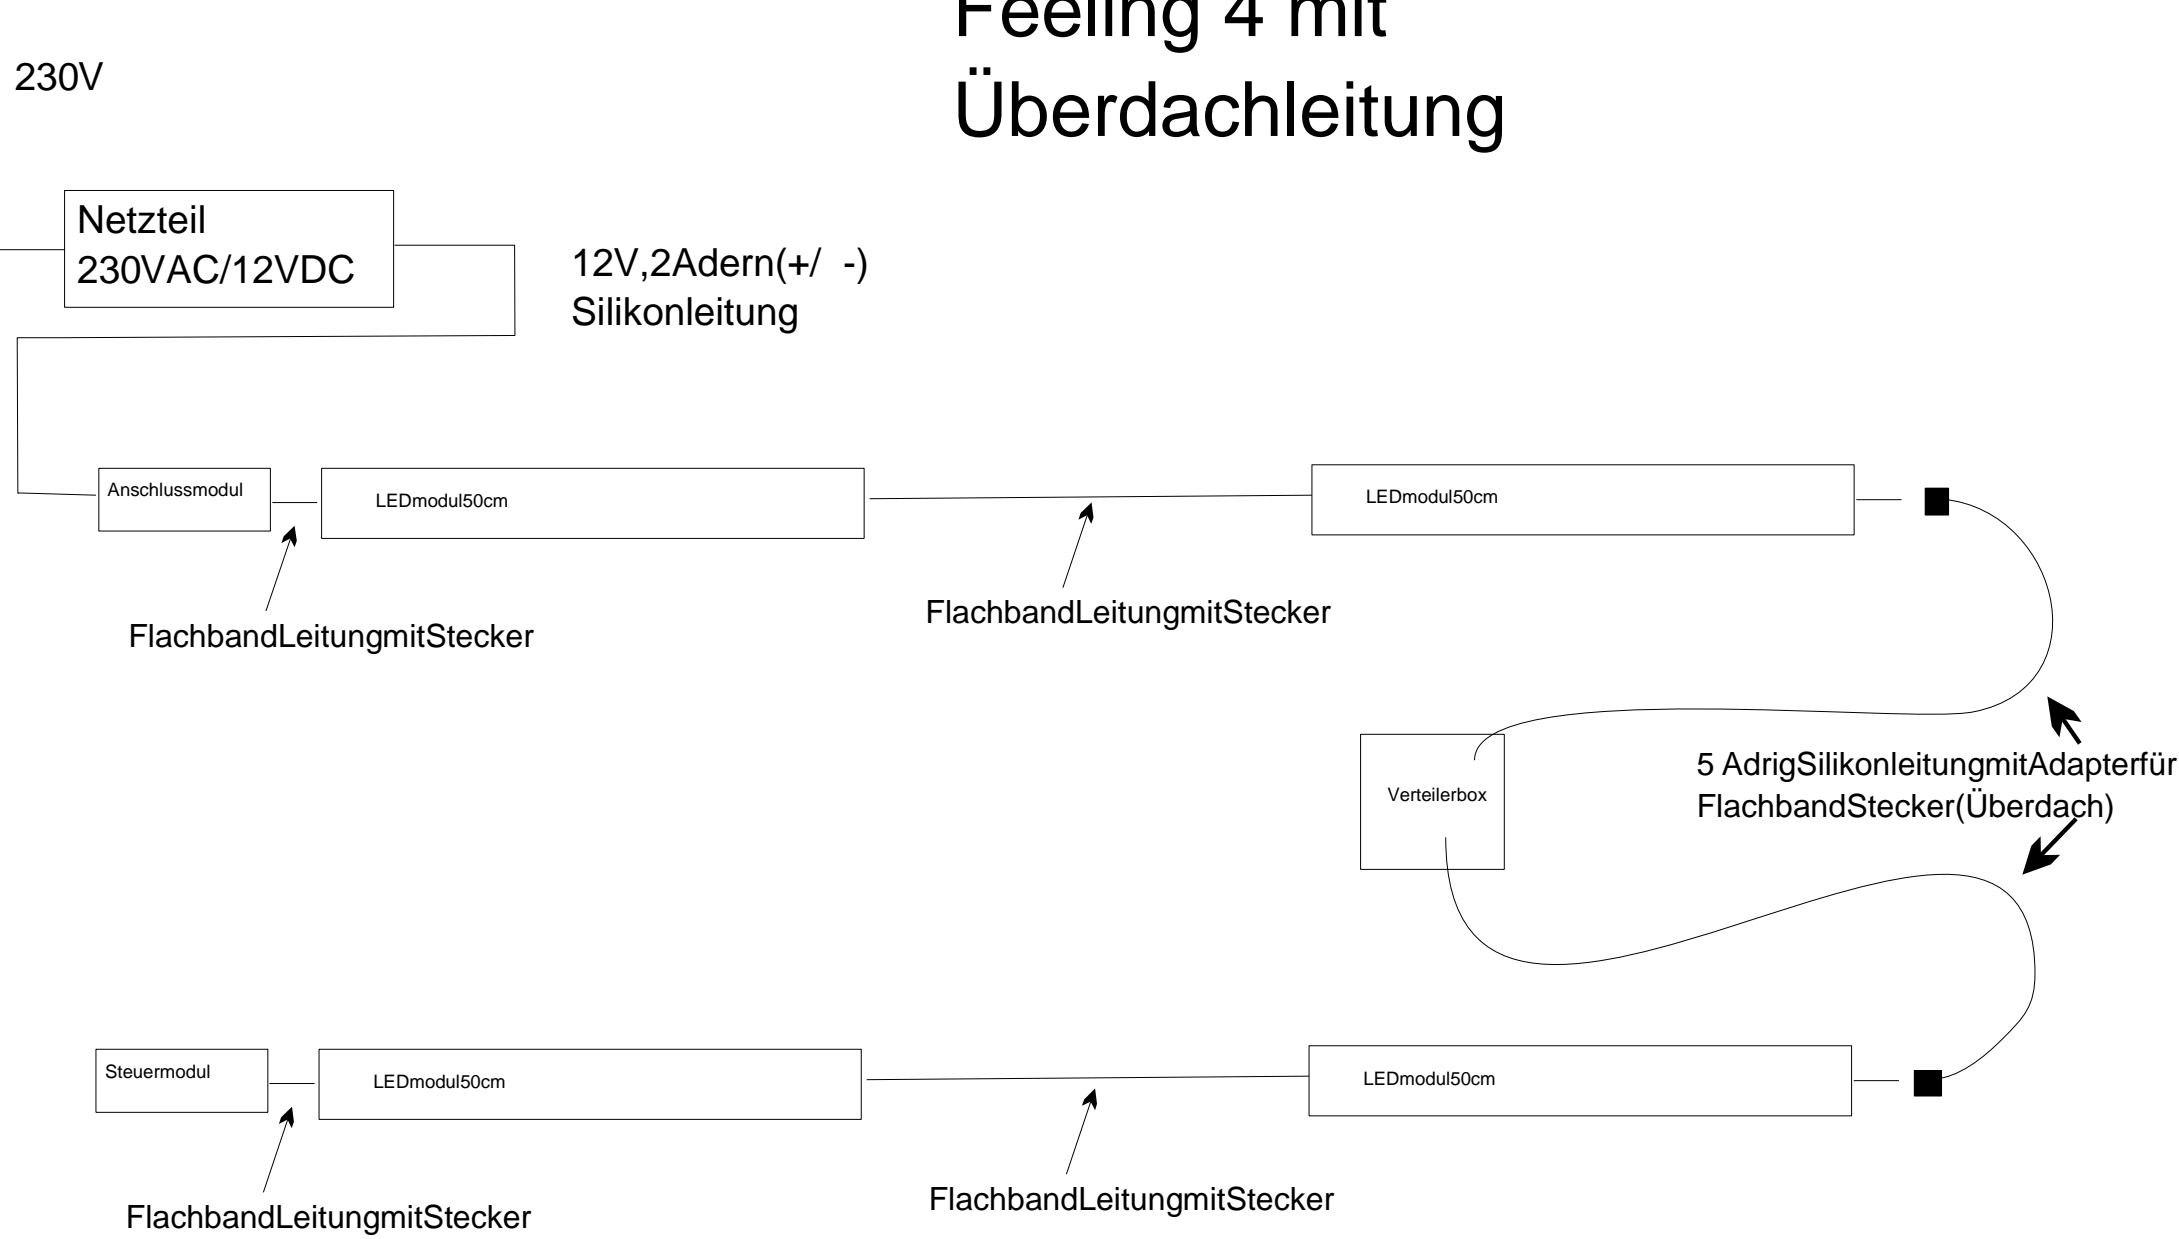 Feeling 4 mit
Überdachleitung
230V
Netzteil
230VAC/12VDC
12V,2Adern(+/ -)
Silikonleitung
Anschlussmodul
LEDmodul50cm
LEDmodul50cm
FlachbandLeitungmitStecker
FlachbandLeitungmitStecker
Verteilerbox
5 AdrigSilikonleitungmitAdapterfür
FlachbandStecker(Überdach)
Steuermodul
LEDmodul50cm
LEDmodul50cm
FlachbandLeitungmitStecker
FlachbandLeitungmitStecker